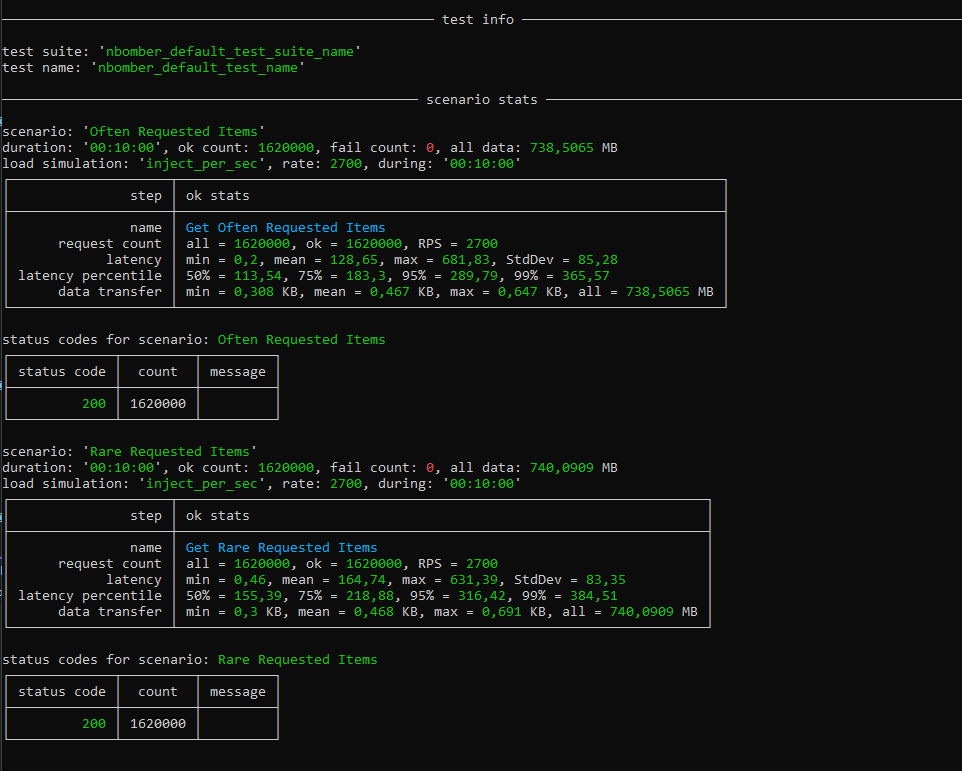 test info
test suite: 'nbomber_default_test_suite_name'
test name: 'nbomber_default_test_name'
scenario stats
scenario: 'Often Requested Items'
duration: '00:10:00', ok count: 1620000, fail count: 0, all data: 738,5065 MB
load simulation: 'inject_per_sec', rate: 2700, during: '00:10:00'
step ok stats
name Get Often Requested Items
request count all = 1620000, ok = 1620000, RPS = 2700
latency min = 0,2, mean = 128,65, max = 681,83, StdDev = 85,28
latency percentile 50% = 113,54, 75% = 183,3, 95% = 289,79, 99% = 365,57
data transfer min = 0,308 KB, mean = 0,467 KB, max = 0,647 KB, all = 738,5065 MB
status codes for scenario: Often Requested Items
status code count message
200 1620000
scenario: 'Rare Requested Items'
duration: '00:10:00', ok count: 1620000, fail count: 0, all data: 740,0909 MB
load simulation: 'inject_per_sec', rate: 2700, during: '00:10:00'
step ok stats
name Get Rare Requested Items
request count all = 1620000, ok = 1620000, RPS = 2700
latency min = 0,46, mean = 164,74, max = 631,39, StdDev = 83,35
latency percentile 50% = 155,39, 75% = 218,88, 95% = 316,42, 99% = 384,51
data transfer min = 0,3 KB, mean = 0,468 KB, max = 0,691 KB, all = 740,0909 MB
status codes for scenario: Rare Requested Items
status code count message
200 1620000